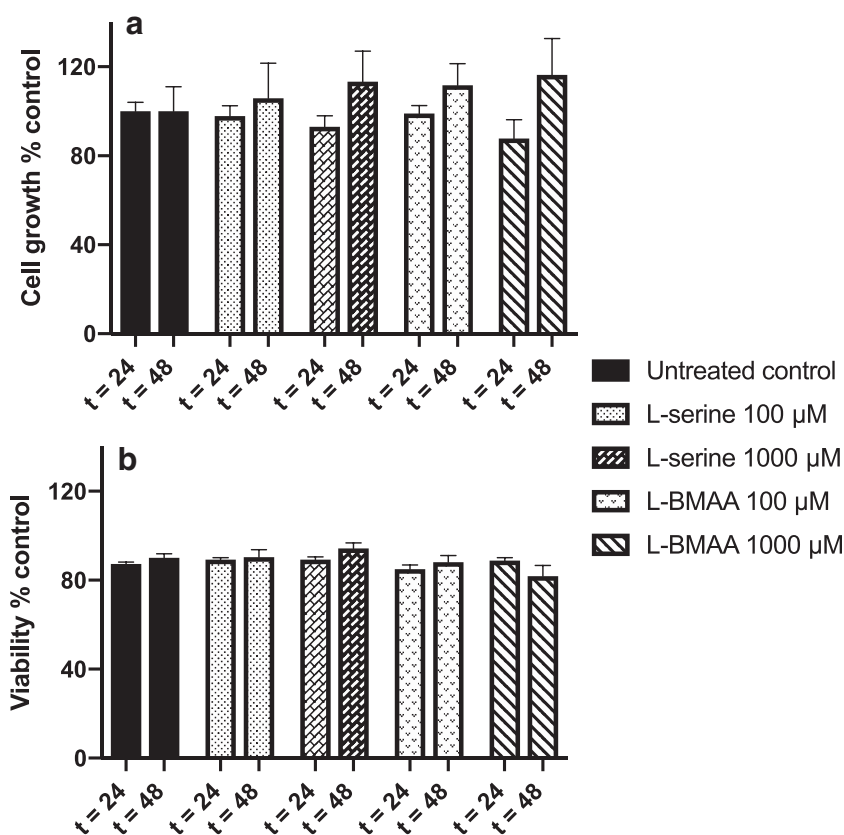 a
Cell growth % control
120
80
40
0
t = 24
t = 48
t = 24
t = 48
t = 24
t = 48
t = 24
t = 48
t = 24
t = 48
Untreated control
L-serine 100 µM
L-serine 1000 µM
L-BMAA 100 µM
L-BMAA 1000 µM
b
Viability % control
120
80
40
0
t = 24
t = 48
t = 24
t = 48
t = 24
t = 48
t = 24
t = 48
t = 24
t = 48